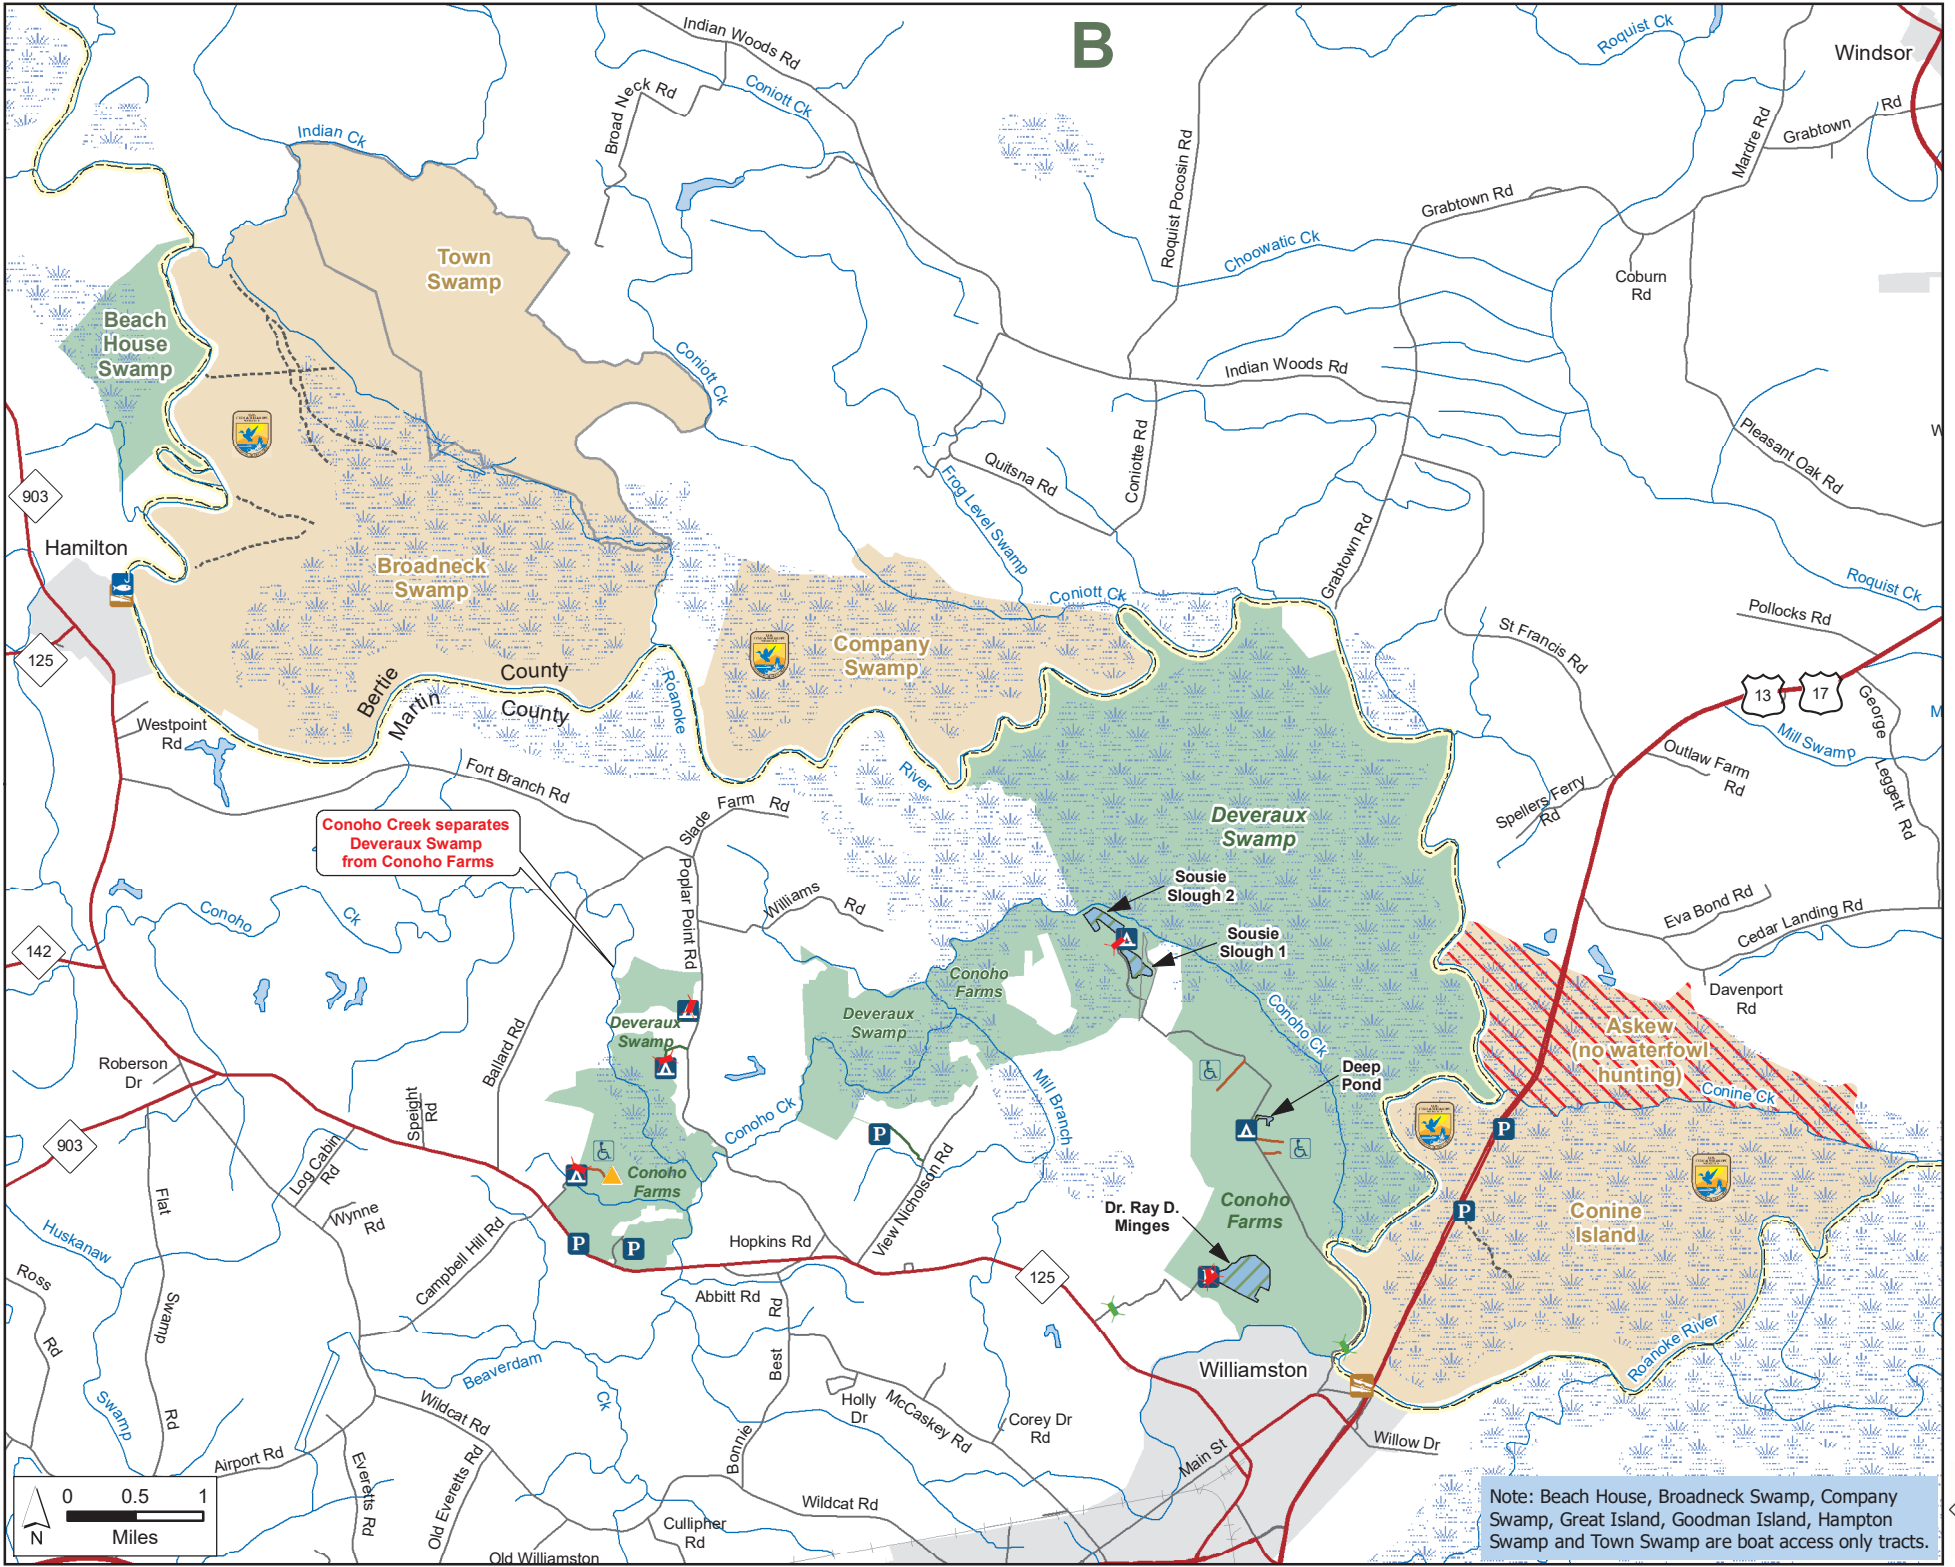 B
Indian Woods Rd
Roquist Ck
Windsor
Broad Neck Rd
Coniott Ck
Indian Ck
Mardre Rd
Grabtown
Rd
Roquist Pocosin Rd
Grabtown Rd
Choowatic Ck
Town
Swamp
Coburn
Rd
Beach
House
Swamp
Coniott Ck
Indian Woods Rd
Pleasant Oak Rd
W
Coniotte Rd
Quitsna Rd
Frog Level Swamp
903
Hamilton
Grabtown Rd
Broadneck
Swamp
Roquist Ck
Coniott Ck
Pollocks Rd
125
Company
Swamp
St Francis Rd
Bertie
County
Martin
County
Roanoke
River
13
17
George
Leggett Rd
M
Westpoint
Rd
Mill Swamp
Outlaw Farm
Rd
Fort Branch Rd
Slade
Farm
Rd
Spellers Ferry
Rd
Conoho Creek separates
Deveraux Swamp
from Conoho Farms
Deveraux
Swamp
Poplar Point Rd
Sousie
Slough 2
Williams
Rd
Eva Bond Rd
Cedar Landing Rd
Conoho
Ck
Sousie
Slough 1
142
Conoho
Farms
Davenport
Rd
Deveraux
Swamp
Deveraux
Swamp
Conoho Ck
Askew
(no waterfowl
hunting)
Ballard Rd
Roberson
Dr
Deep
Pond
Mill Branch
Conine Ck
Speight
Rd
Conoho Ck
903
Log Cabin
Rd
P
P
Conoho
Farms
View Nicholson Rd
Flat
Swamp
Rd
Wynne
Rd
Dr. Ray D.
Minges
Conoho
Farms
P
Conine
Island
Huskanaw
Swamp
Campbell Hill Rd
P
P
Hopkins Rd
Ross
Rd
125
Abbitt Rd
Bonnie
Best
Rd
Roanoke River
Williamston
Beaverdam
Ck
Wildcat Rd
Holly
Dr
McCaskey Rd
Corey Dr
Rd
Willow Dr
Main St
Airport Rd
Everetts Rd
Old Everetts Rd
Wildcat Rd
Cullipher
Rd
Old Williamston
N
0 0.5 1
Miles
Note: Beach House, Broadneck Swamp, Company
Swamp, Great Island, Goodman Island, Hampton
Swamp and Town Swamp are boat access only tracts.